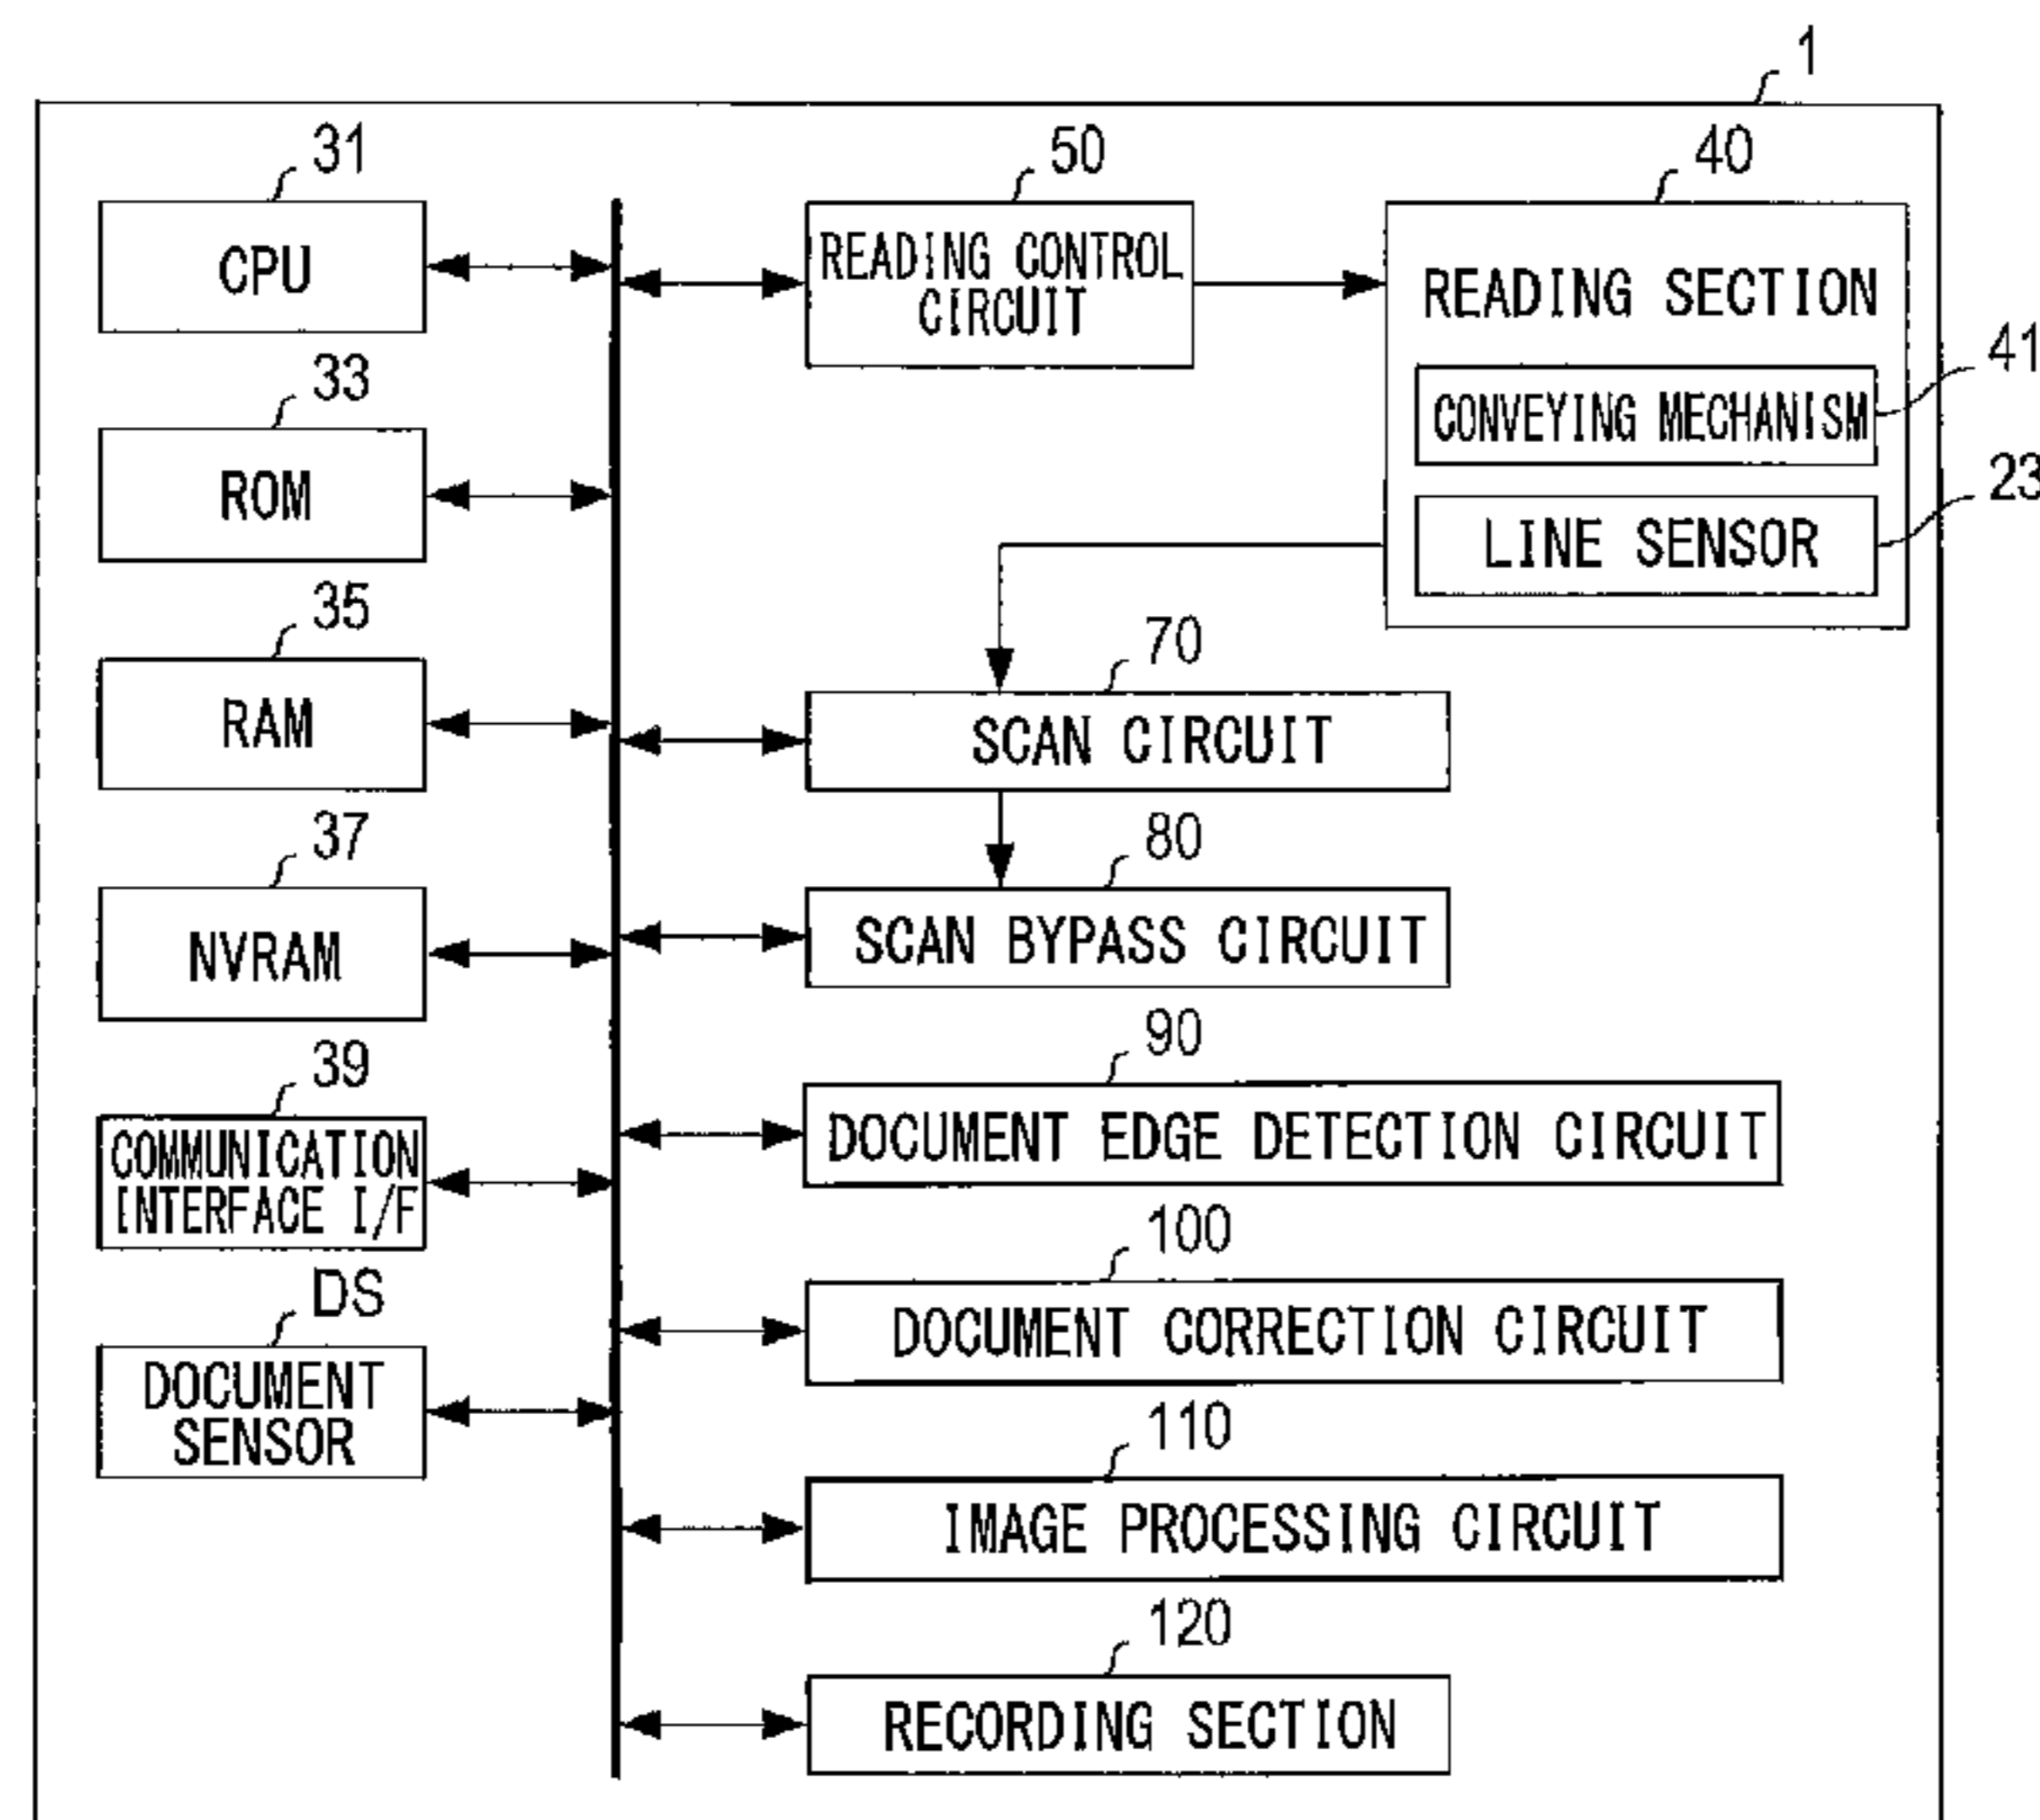 1
31
CPU
33
ROM
35
RAM
37
NVRAM
39
COMMUNICATION
INTERFACE I/F
DS
DOCUMENT
SENSOR
50
READING CONTROL
CIRCUIT
40
READING SECTION
41
CONVEYING MECHANISM
23
LINE SENSOR
70
SCAN CIRCUIT
80
SCAN BYPASS CIRCUIT
90
DOCUMENT EDGE DETECTION CIRCUIT
100
DOCUMENT CORRECTION CIRCUIT
110
IMAGE PROCESSING CIRCUIT
120
RECORDING SECTION